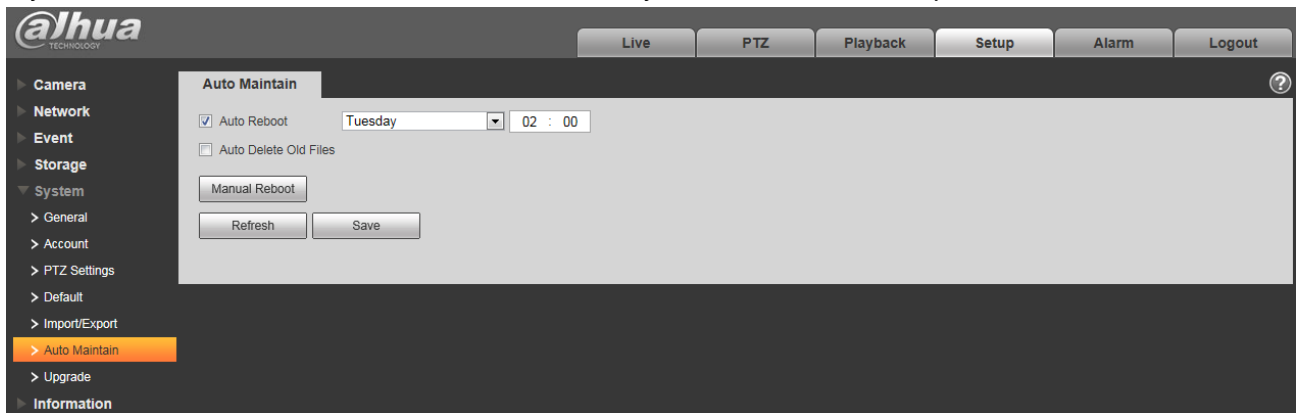 alhua
TECHNOLOGY
Live PTZ Playback Setup Alarm Logout
Camera
Network
Event
Storage
System
> General
> Account
> PTZ Settings
> Default
> Import/Export
> Auto Maintain
> Upgrade
Information
Auto Maintain
?
Auto Reboot Tuesday 02 : 00
Auto Delete Old Files
Manual Reboot
Refresh Save